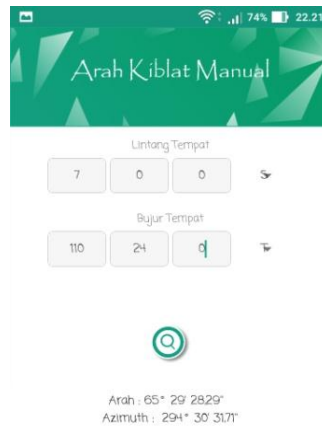 74% 22.21
Arah Kiblat Manual
Lintang Tempat
7 0 0 S
Bujur Tempat
110 24 0 T
Arah : 65° 29' 28.29"
Azimuth : 294° 30' 31.71"